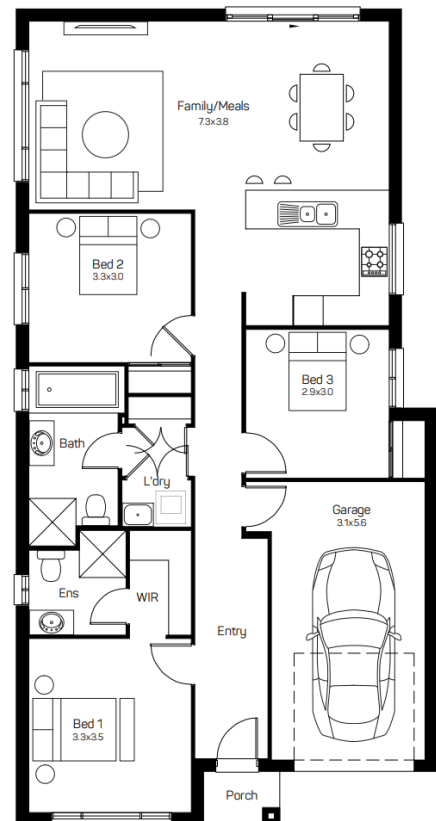 Family/Meals
7.3x3.8
Bed 2
3.3x3.0
Bed 3
2.9x3.0
Bath
L'dry
Garage
3.1x5.6
Ens
WIR
Entry
Bed 1
3.3x3.5
Porch